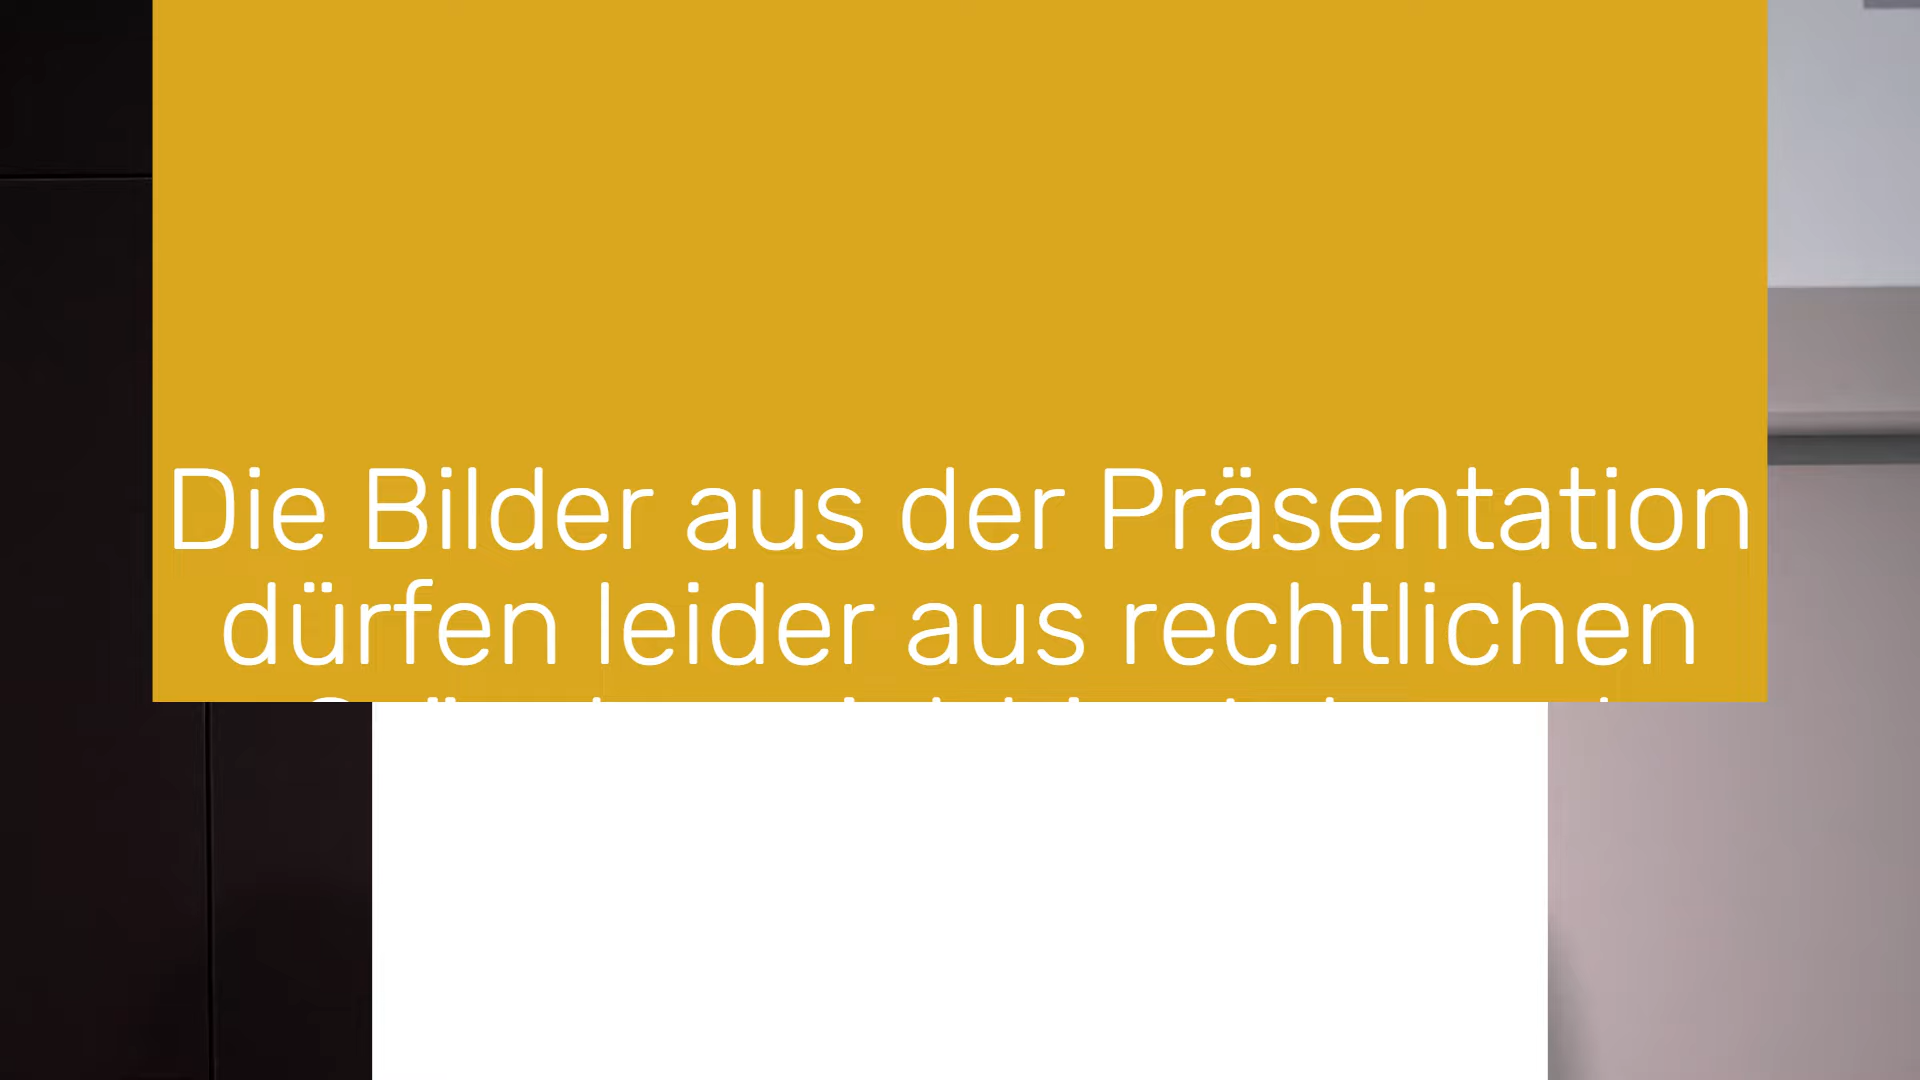 Die Bilder aus der Präsentation
dürfen leider aus rechtlichen